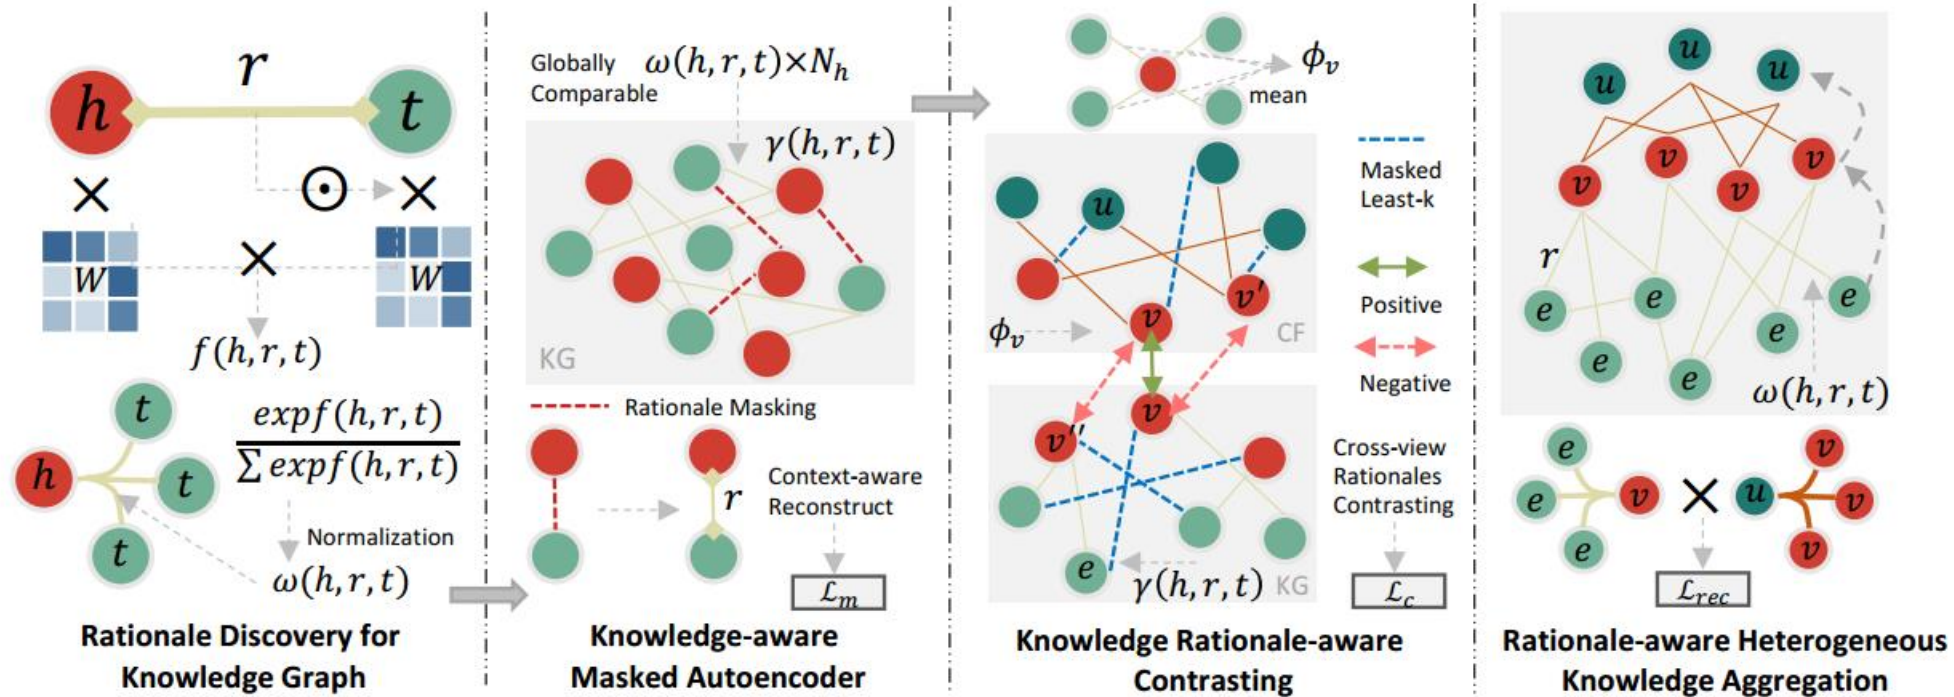 r
h
t
×
⊙
×
W
×
W
f(h,r,t)
t
expf(h,r,t)
∑ expf(h,r,t)
h
t
t
Normalization
ω(h,r,t)
Rationale Discovery for
Knowledge Graph
Globally
Comparable
ω(h,r,t)×N_h
γ(h,r,t)
KG
Rationale Masking
r
Context-aware
Reconstruct
ℒ_m
Knowledge-aware
Masked Autoencoder
ϕ_v
mean
u
v
v'
ϕ_v
CF
v
v''
e
γ(h,r,t)
KG
Masked
Least-k
Positive
Negative
Cross-view
Rationales
Contrasting
ℒ_c
Knowledge Rationale-aware
Contrasting
u
u
u
v
v
v
v
r
e
e
e
e
e
e
ω(h,r,t)
e
e
e
v
×
u
v
v
v
ℒ_rec
Rationale-aware Heterogeneous
Knowledge Aggregation